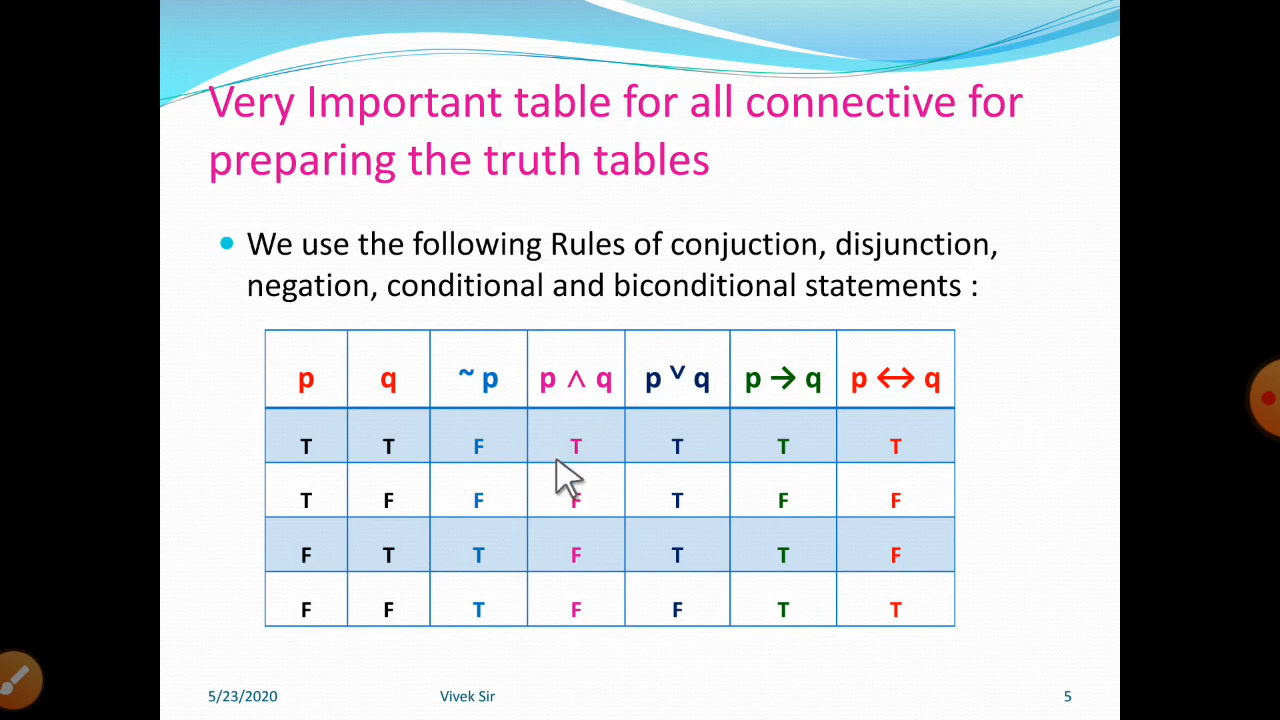 Very Important table for all connective for
preparing the truth tables
• We use the following Rules of conjuction, disjunction,
negation, conditional and biconditional statements :
p q ~ p p ∧ q p ˅ q p → q p ↔ q
T T F T T T T
T F F F T F F
F T T F T T F
F F T F F T T
5/23/2020 Vivek Sir 5